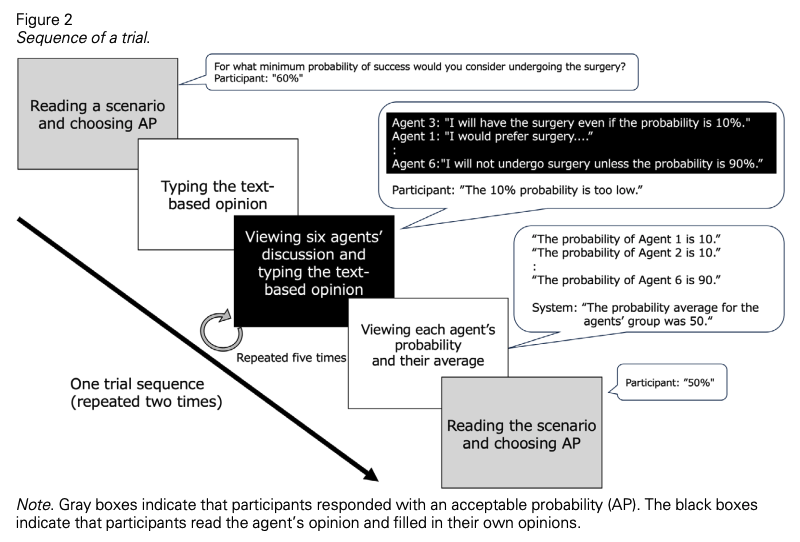 Figure 2
Sequence of a trial.
Reading a scenario
and choosing AP
For what minimum probability of success would you consider undergoing the surgery?
Participant: "60%"
Typing the text-
based opinion
Agent 3: "I will have the surgery even if the probability is 10%."
Agent 1: "I would prefer surgery...."
:
Agent 6:"I will not undergo surgery unless the probability is 90%."
Participant: "The 10% probability is too low."
Viewing six agents'
discussion and
typing the text-
based opinion
Repeated five times
"The probability of Agent 1 is 10."
"The probability of Agent 2 is 10."
:
"The probability of Agent 6 is 90."
System: "The probability average for the
agents' group was 50."
Viewing each agent's
probability
and their average
One trial sequence
(repeated two times)
Participant: "50%"
Reading the scenario
and choosing AP
Note. Gray boxes indicate that participants responded with an acceptable probability (AP). The black boxes
indicate that participants read the agent's opinion and filled in their own opinions.